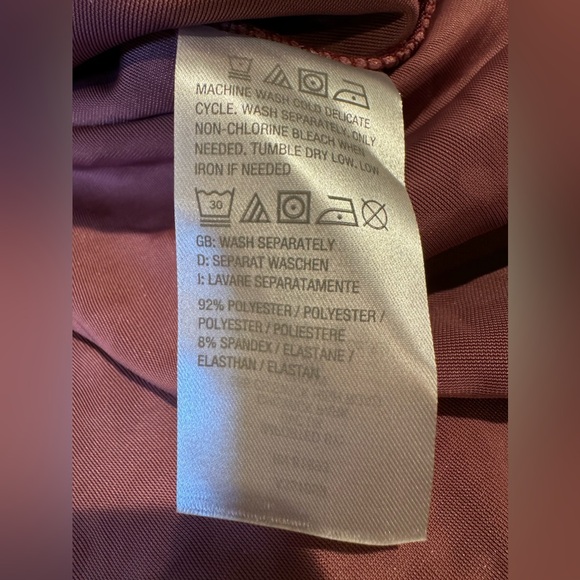 MACHINE WASH COLD DELICATE
CYCLE. WASH SEPARATELY. ONLY
NON-CHLORINE BLEACH WHEN
NEEDED. TUMBLE DRY LOW. LOW
IRON IF NEEDED
30
GB: WASH SEPARATELY
D: SEPARAT WASCHEN
I: LAVARE SEPARATAMENTE
92% POLYESTER / POLYESTER /
POLYESTER / POLIESTERE
8% SPANDEX / ELASTANE /
ELASTHAN / ELASTAN